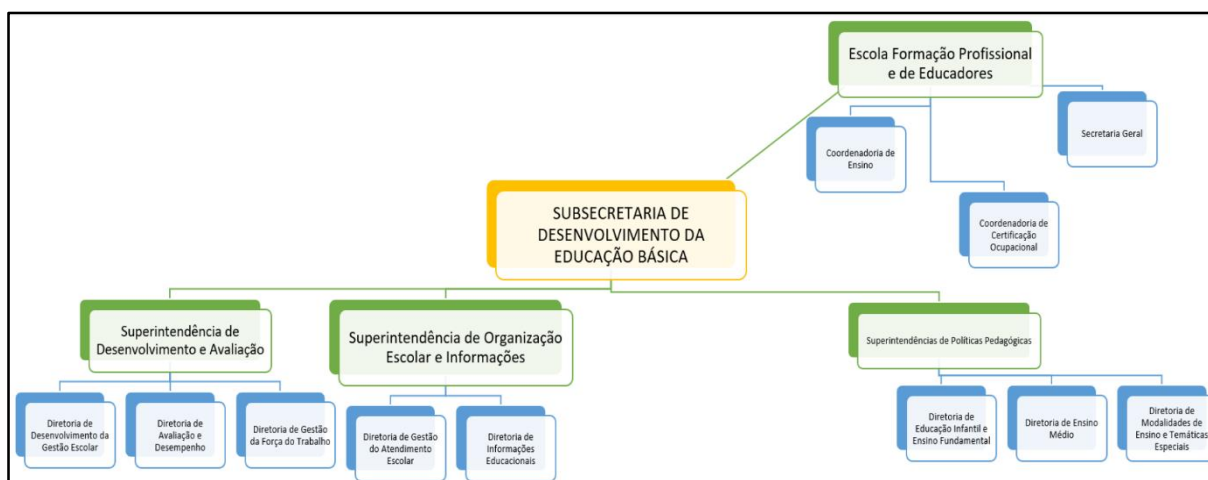 Escola Formação Profissional
e de Educadores
Secretaria Geral
Coordenadoria de
Ensino
Coordenadoria de
Certificação
Ocupacional
SUBSECRETARIA DE
DESENVOLVIMENTO DA
EDUCAÇÃO BÁSICA
Superintendência de
Desenvolvimento e Avaliação
Superintendência de Organização
Escolar e Informações
Superintendências de Políticas Pedagógicas
Diretoria de
Desenvolvimento da
Gestão Escolar
Diretoria de
Avaliação e
Desempenho
Diretoria de Gestão
da Força do Trabalho
Diretoria de Gestão
do Atendimento
Escolar
Diretoria de
Informações
Educacionais
Diretoria de
Educação Infantil e
Ensino Fundamental
Diretoria de Ensino
Médio
Diretoria de
Modalidades de
Ensino e Temáticas
Especiais